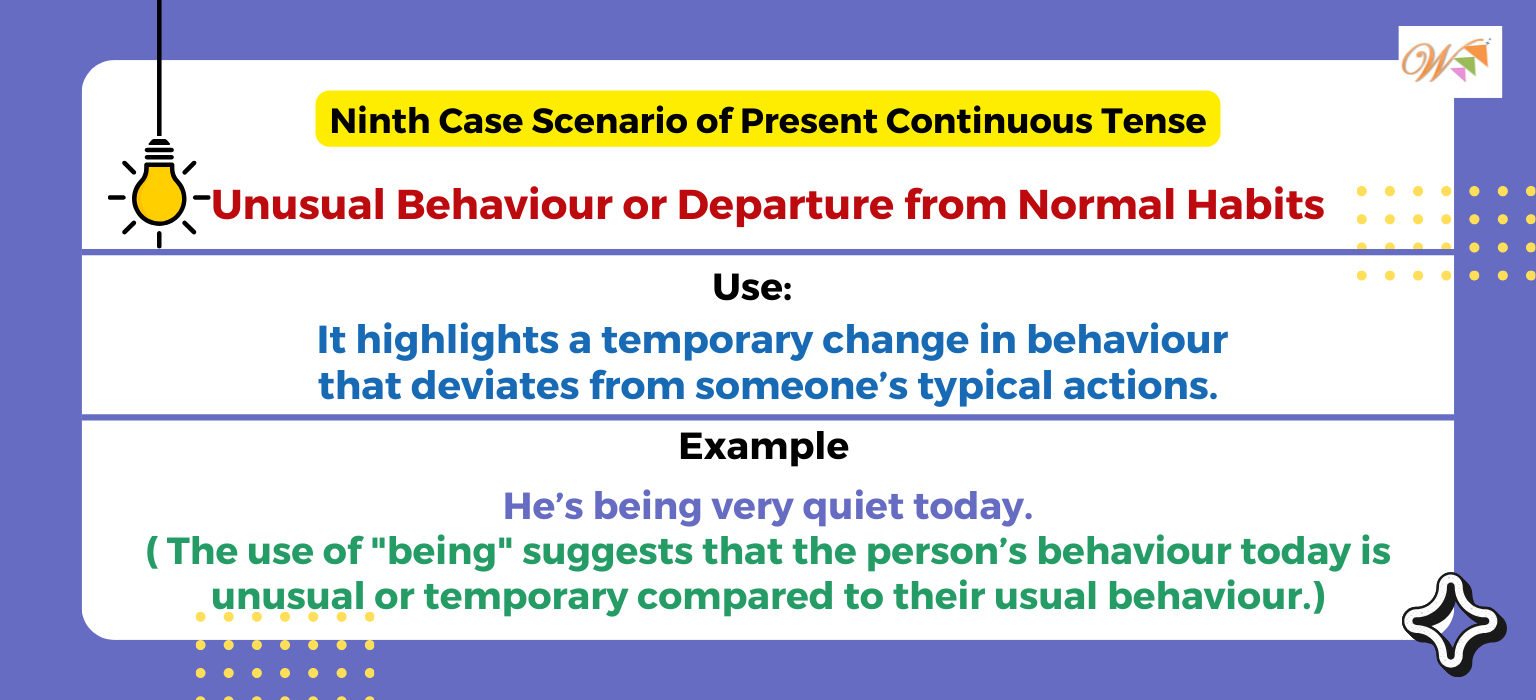 W
Ninth Case Scenario of Present Continuous Tense
Unusual Behaviour or Departure from Normal Habits
Use:
It highlights a temporary change in behaviour
that deviates from someone’s typical actions.
Example
He’s being very quiet today.
( The use of "being" suggests that the person’s behaviour today is
unusual or temporary compared to their usual behaviour.)